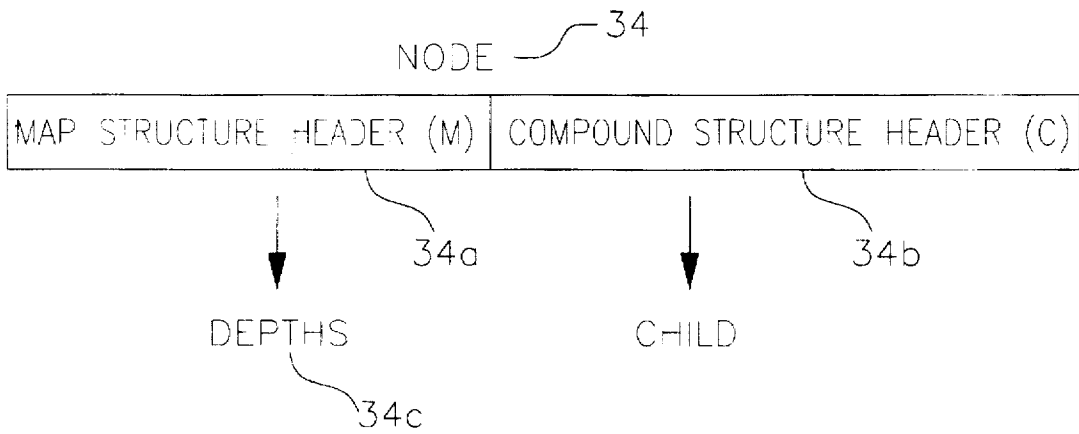 34
NODE
MAP STRUCTURE HEADER (M) COMPOUND STRUCTURE HEADER (C)
34a 34b
DEPTHS CHILD
34c